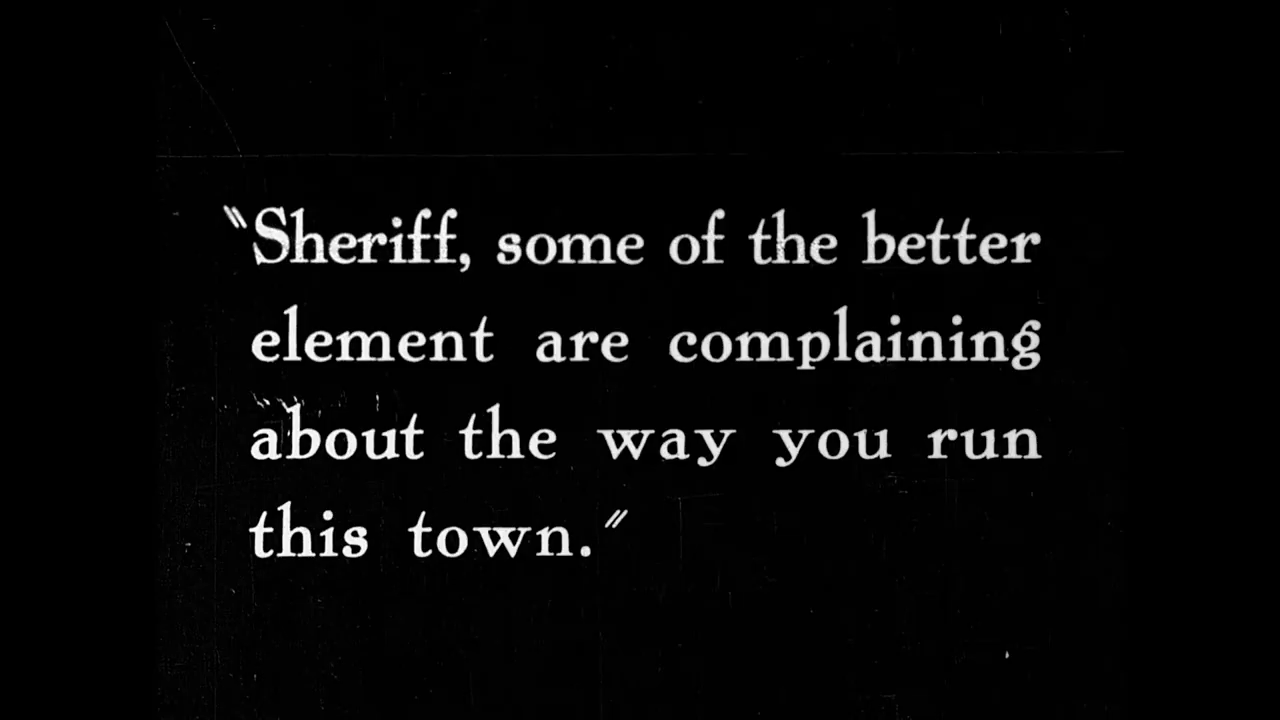 "Sheriff, some of the better
element are complaining
about the way you run
this town."